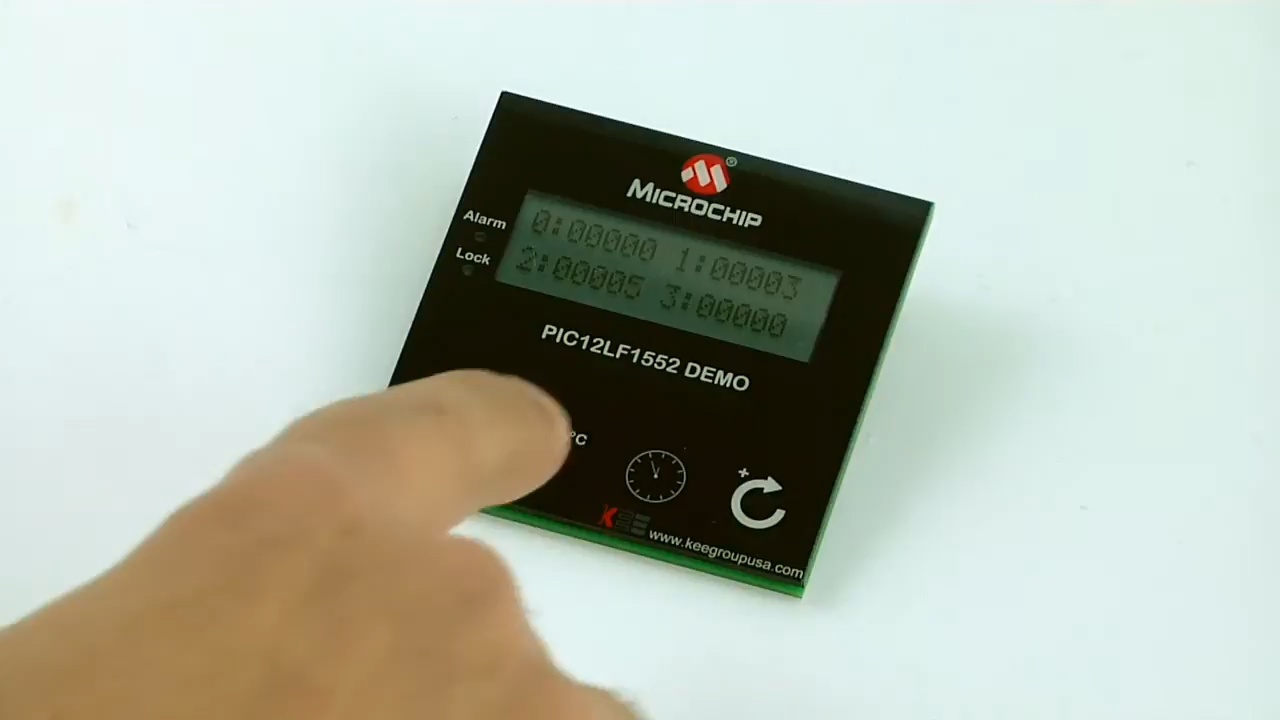 MICROCHIP®
Alarm
Lock
0:00000 1:00003
2:00005 3:00000
PIC12LF1552 DEMO
°C
+
www.keegroupusa.com